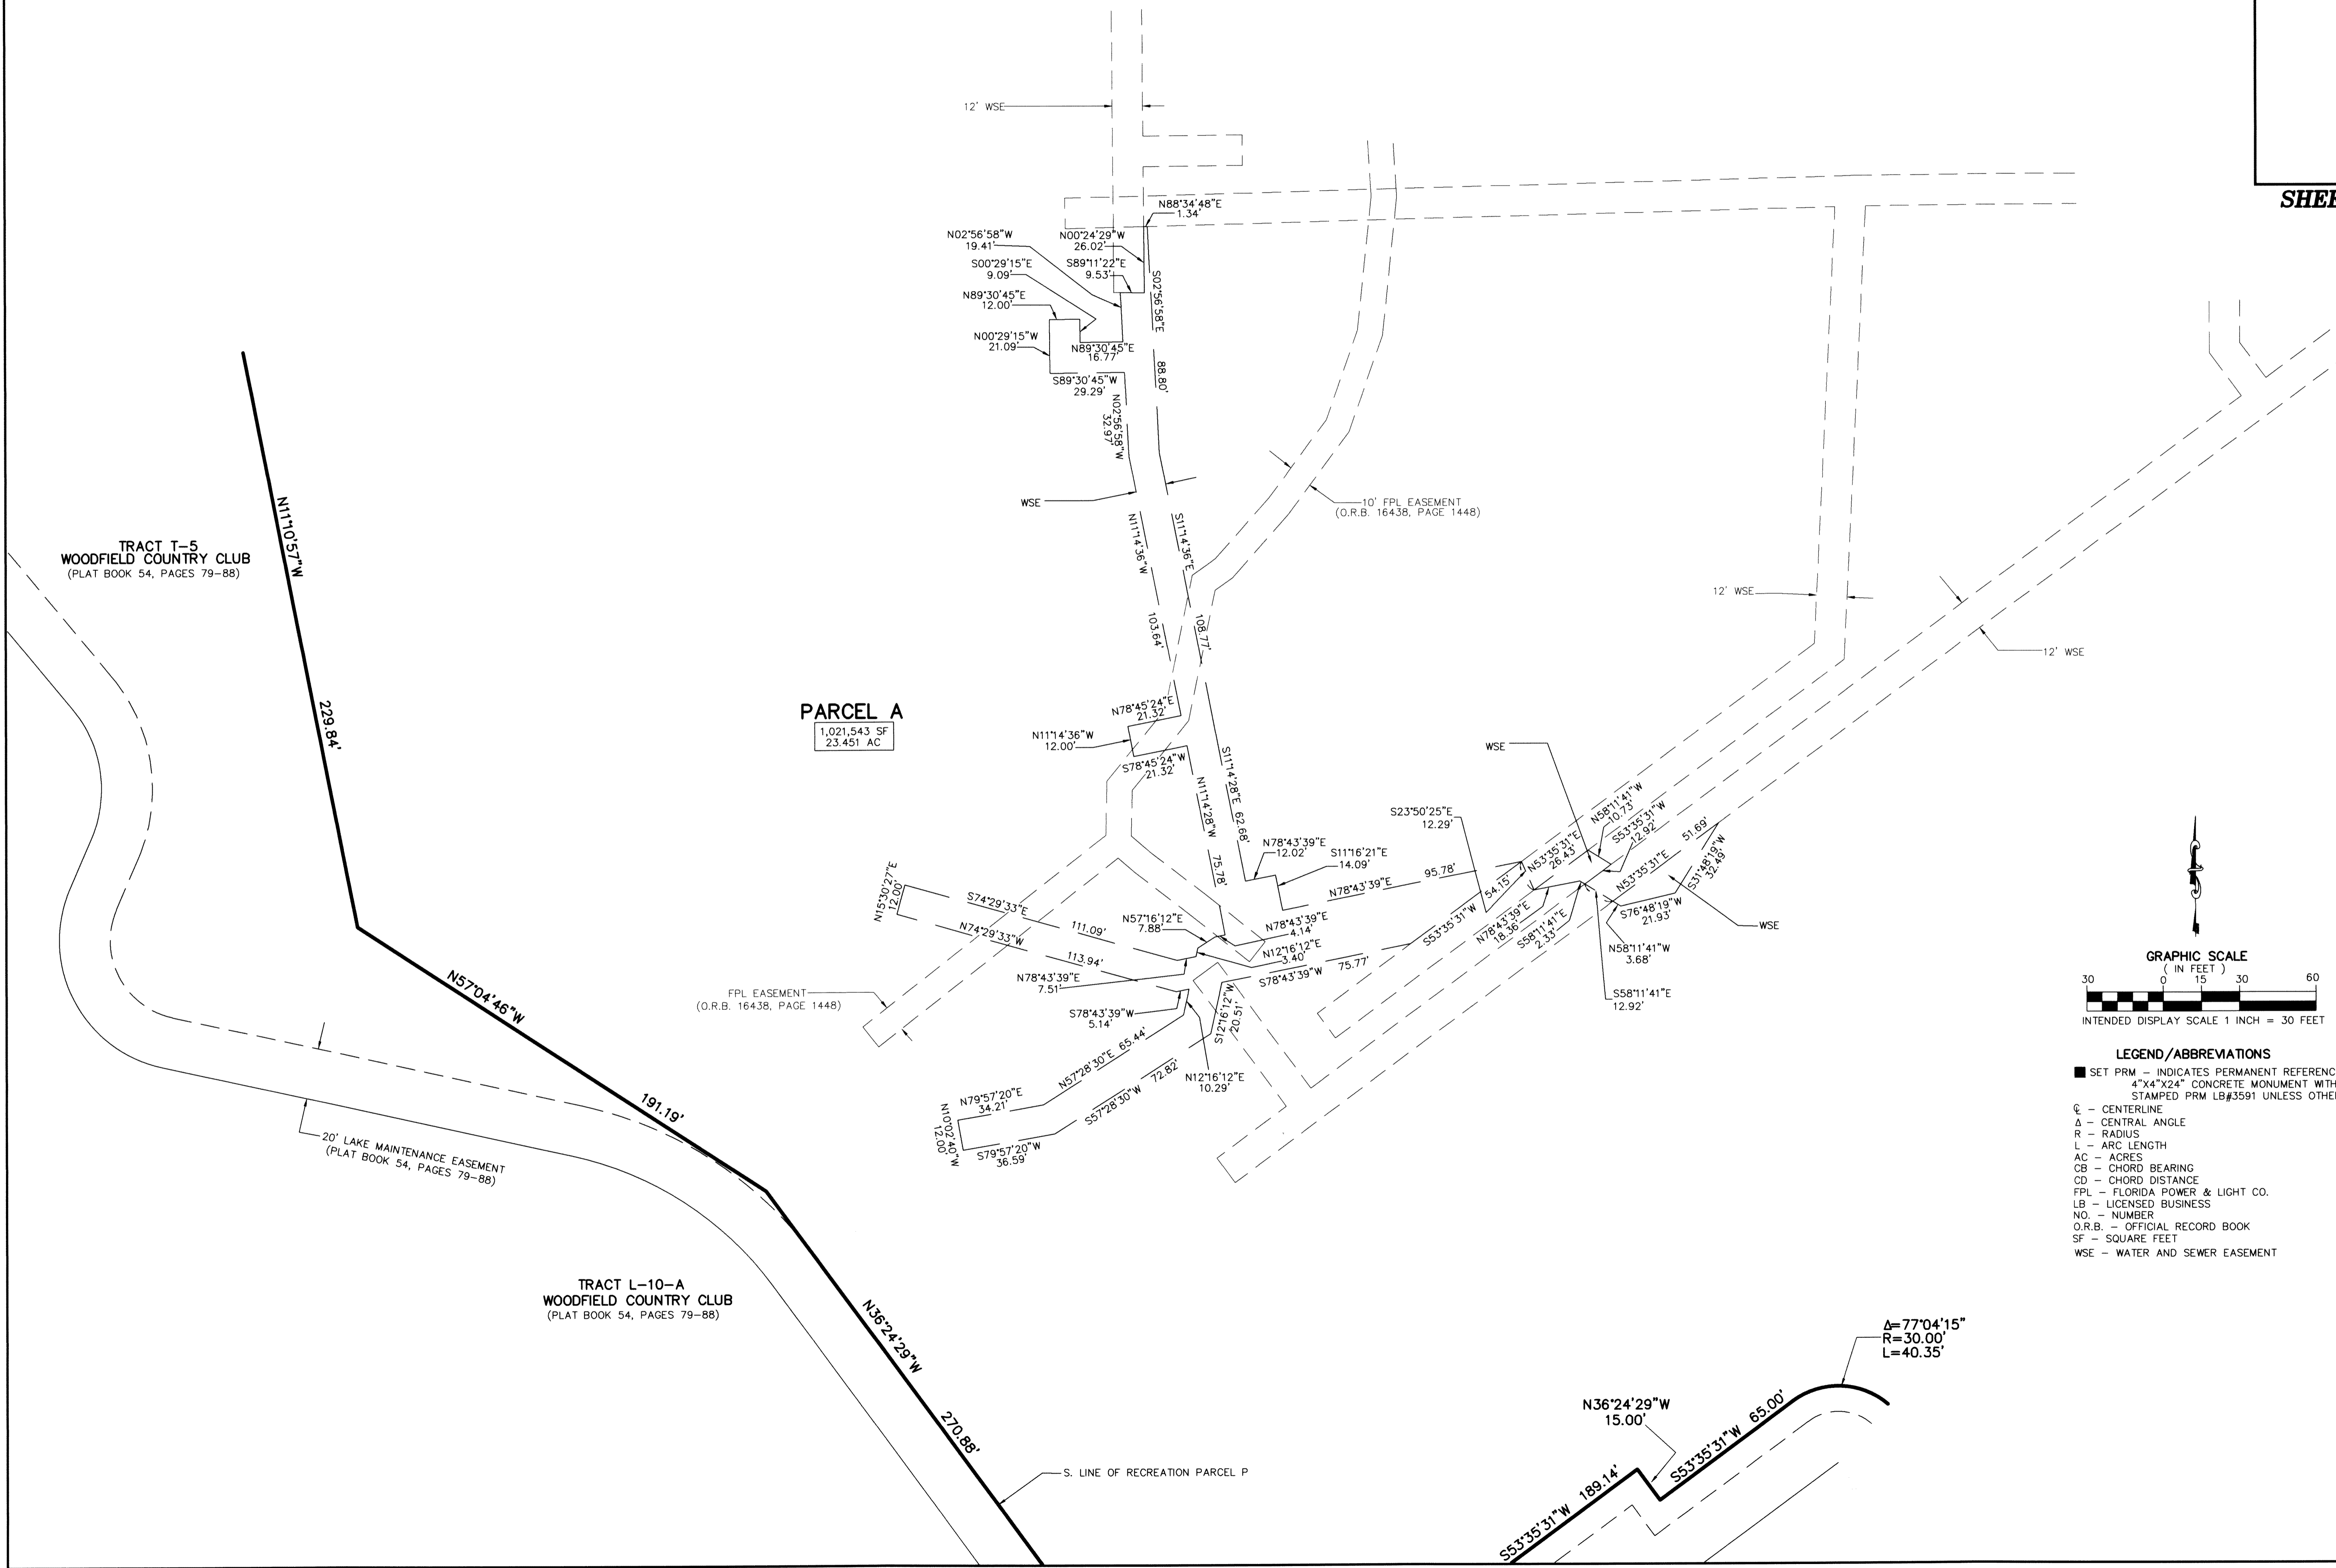 SHEE
12' WSE
N88°34'48"E
1.34'
N02°56'58"W
19.41'
N00°24'29"W
26.02'
S00°29'15"E
9.09'
S89°11'22"E
9.53'
N89°30'45"E
12.00'
S02°56'58"E 88.80'
N00°29'15"W
21.09'
N89°30'45"E
16.77'
S89°30'45"W
29.29'
N02°56'58"W
32.97'
WSE
10' FPL EASEMENT
(O.R.B. 16438, PAGE 1448)
N11°10'57"W 229.84'
TRACT T-5
WOODFIELD COUNTRY CLUB
(PLAT BOOK 54, PAGES 79-88)
N11°14'36"W 103.64'
S11°14'36"E 108.77'
12' WSE
12' WSE
PARCEL A
1,021,543 SF
23.451 AC
N78°45'24"E
21.32'
N11°14'36"W
12.00'
S78°45'24"W
21.32'
N11°14'28"W 75.78'
S11°14'28"E 62.68'
WSE
S23°50'25"E
12.29'
N58°11'41"W
10.73'
S53°35'31"W
12.92'
N53°35'31"E
26.43'
N53°35'31"E 51.69'
S31°48'19"W
32.49'
N78°43'39"E
12.02'
S11°16'21"E
14.09'
N78°43'39"E 95.78'
S53°35'31"W 54.15'
N78°43'39"E
18.36'
S58°11'41"E
2.33'
S76°48'19"W
21.93'
WSE
N58°11'41"W
3.68'
S58°11'41"E
12.92'
N15°30'27"E
12.00'
S74°29'33"E 111.09'
N74°29'33"W 113.94'
N57°16'12"E
7.88'
N78°43'39"E
4.14'
N12°16'12"E
3.40'
N78°43'39"E
7.51'
S78°43'39"W 75.77'
S78°43'39"W
5.14'
S12°16'12"W
20.51'
N12°16'12"E
10.29'
FPL EASEMENT
(O.R.B. 16438, PAGE 1448)
N57°28'30"E 65.44'
S57°28'30"W 72.82'
N79°57'20"E
34.21'
N10°02'40"W
12.00'
S79°57'20"W
36.59'
N57°04'46"W 191.19'
20' LAKE MAINTENANCE EASEMENT
(PLAT BOOK 54, PAGES 79-88)
TRACT L-10-A
WOODFIELD COUNTRY CLUB
(PLAT BOOK 54, PAGES 79-88)
N36°24'29"W 270.88'
S. LINE OF RECREATION PARCEL P
GRAPHIC SCALE
( IN FEET )
30 0 15 30 60
INTENDED DISPLAY SCALE 1 INCH = 30 FEET
LEGEND/ABBREVIATIONS
SET PRM - INDICATES PERMANENT REFERENC
4"X4"X24" CONCRETE MONUMENT WITH
STAMPED PRM LB#3591 UNLESS OTHE
℄ - CENTERLINE
Δ - CENTRAL ANGLE
R - RADIUS
L - ARC LENGTH
AC - ACRES
CB - CHORD BEARING
CD - CHORD DISTANCE
FPL - FLORIDA POWER & LIGHT CO.
LB - LICENSED BUSINESS
NO. - NUMBER
O.R.B. - OFFICIAL RECORD BOOK
SF - SQUARE FEET
WSE - WATER AND SEWER EASEMENT
Δ=77°04'15"
R=30.00'
L=40.35'
N36°24'29"W
15.00'
S53°35'31"W 65.00'
S53°35'31"W 189.14'